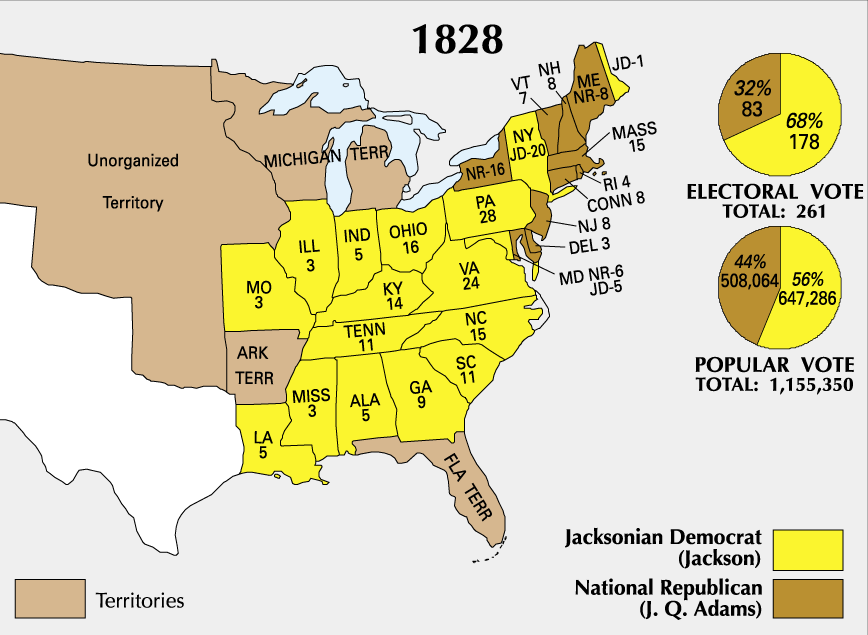 1828
JD-1
NH
8
VT
7
ME
NR-8
32%
83
68%
178
MASS
15
NY
JD-20
NR-16
RI 4
CONN 8
ELECTORAL VOTE
TOTAL: 261
Unorganized
Territory
MICHIGAN TERR
PA
28
NJ 8
DEL 3
MD NR-6
JD-5
ILL
3
IND
5
OHIO
16
MO
3
KY
14
VA
24
44%
508,064
56%
647,286
TENN
11
NC
15
ARK
TERR
SC
11
POPULAR VOTE
TOTAL: 1,155,350
MISS
3
ALA
5
GA
9
LA
5
FLA TERR
Jacksonian Democrat
(Jackson)
National Republican
(J. Q. Adams)
Territories